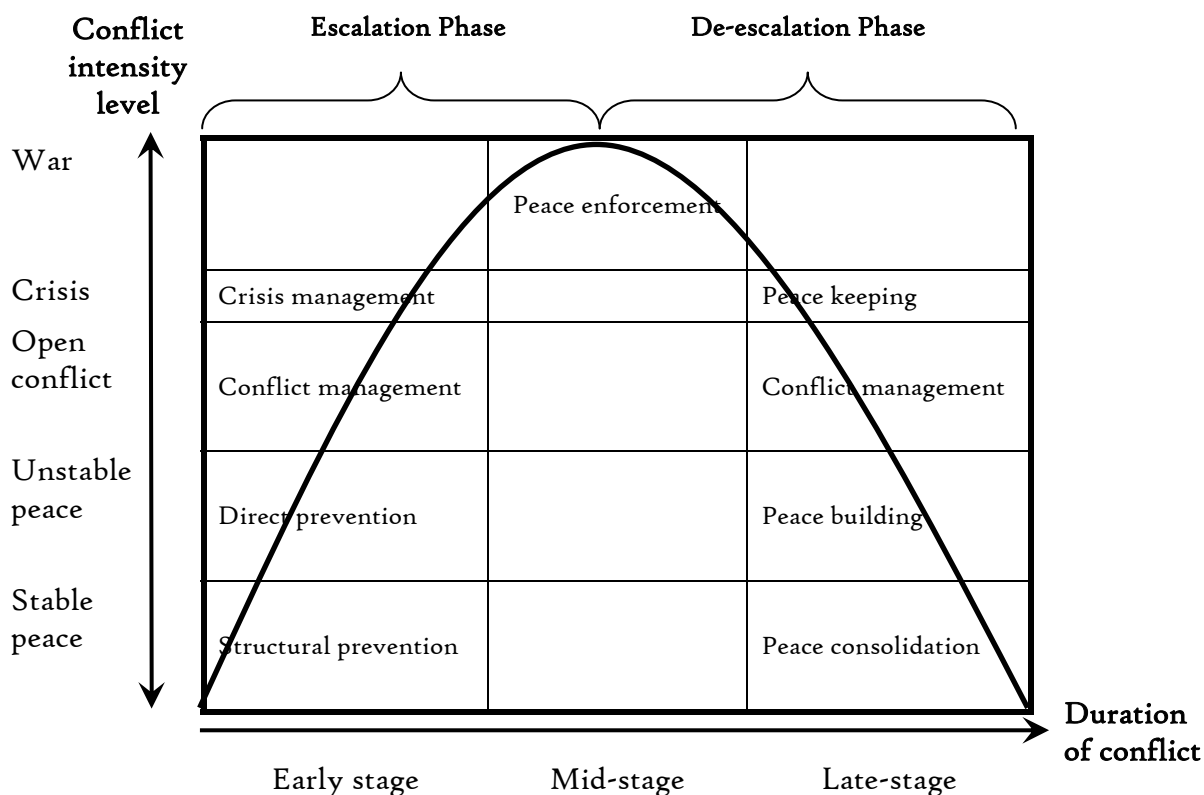 Conflict
intensity
level
Escalation Phase
De-escalation Phase
War
Peace enforcement
Crisis
Crisis management
Peace keeping
Open
conflict
Conflict management
Conflict management
Unstable
peace
Direct prevention
Peace building
Stable
peace
Structural prevention
Peace consolidation
Duration
of conflict
Early stage
Mid-stage
Late-stage